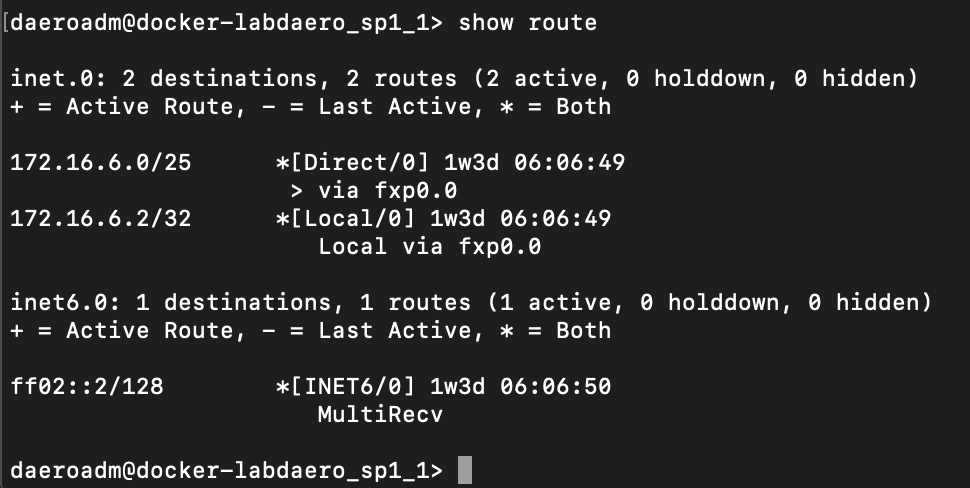 [daeroadm@docker-labdaero_sp1_1> show route
inet.0: 2 destinations, 2 routes (2 active, 0 holddown, 0 hidden)
+ = Active Route, - = Last Active, * = Both
172.16.6.0/25      *[Direct/0] 1w3d 06:06:49
                    > via fxp0.0
172.16.6.2/32      *[Local/0] 1w3d 06:06:49
                      Local via fxp0.0
inet6.0: 1 destinations, 1 routes (1 active, 0 holddown, 0 hidden)
+ = Active Route, - = Last Active, * = Both
ff02::2/128        *[INET6/0] 1w3d 06:06:50
                      MultiRecv
daeroadm@docker-labdaero_sp1_1>